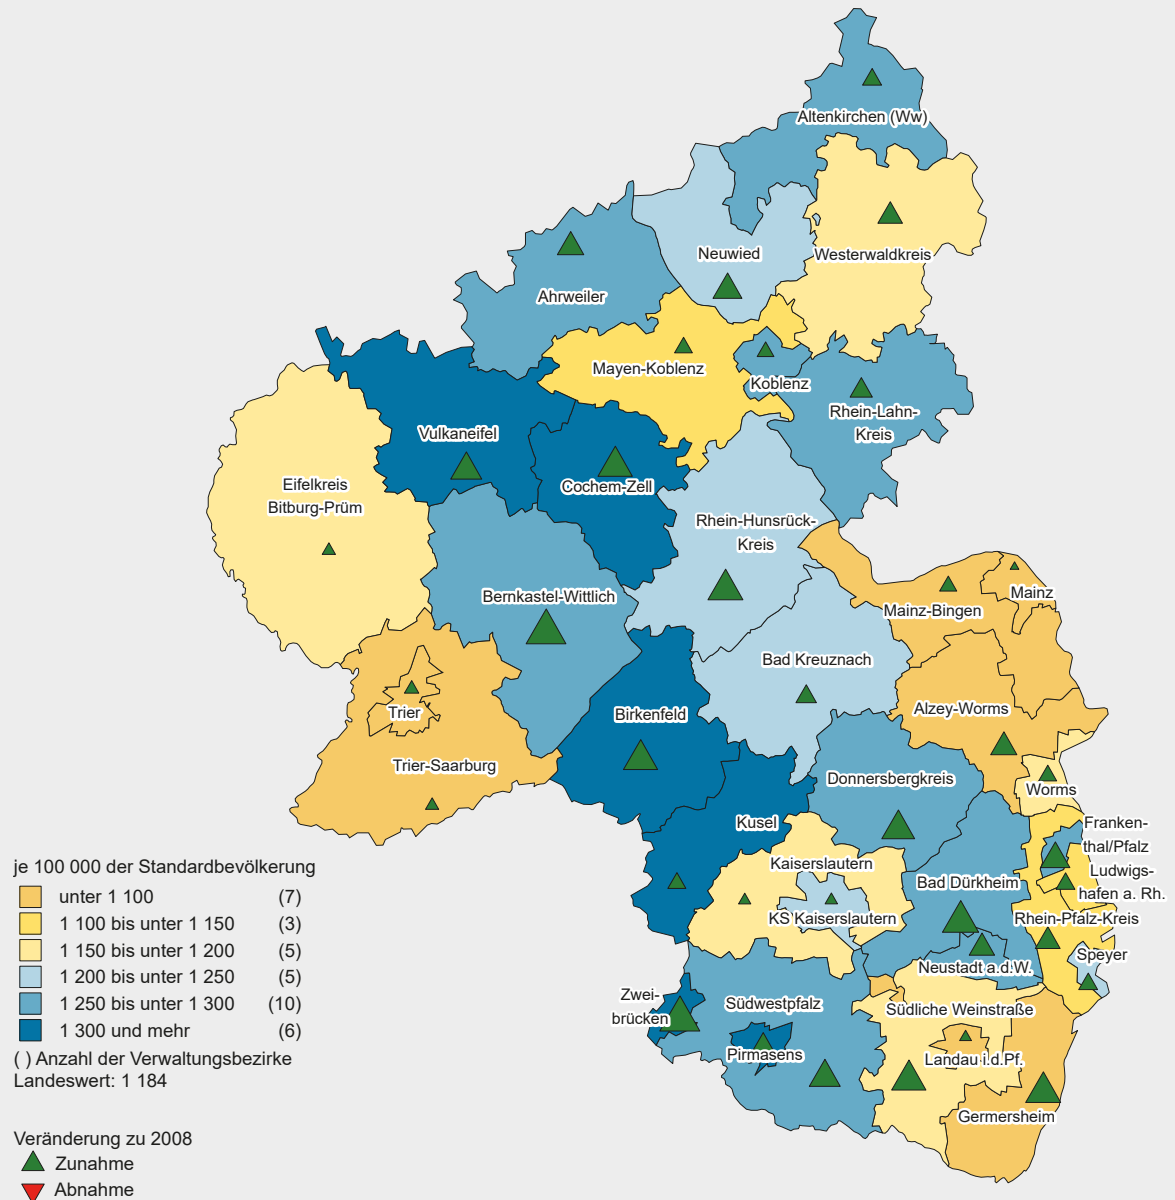 Altenkirchen (Ww)
Neuwied
Westerwaldkreis
Ahrweiler
Mayen-Koblenz
Koblenz
Rhein-Lahn-
Kreis
Vulkaneifel
Cochem-Zell
Eifelkreis
Bitburg-Prüm
Rhein-Hunsrück-
Kreis
Bernkastel-Wittlich
Mainz
Mainz-Bingen
Bad Kreuznach
Alzey-Worms
Trier
Birkenfeld
Trier-Saarburg
Donnersbergkreis
Worms
Kusel
Franken-
thal/Pfalz
Kaiserslautern
Ludwigs-
hafen a. Rh.
Bad Dürkheim
KS Kaiserslautern
Rhein-Pfalz-Kreis
Speyer
Neustadt a.d.W.
Zwei-
brücken
Südwestpfalz
Südliche Weinstraße
Pirmasens
Landau i.d.Pf.
Germersheim
je 100 000 der Standardbevölkerung
unter 1 100 (7)
1 100 bis unter 1 150 (3)
1 150 bis unter 1 200 (5)
1 200 bis unter 1 250 (5)
1 250 bis unter 1 300 (10)
1 300 und mehr (6)
( ) Anzahl der Verwaltungsbezirke
Landeswert: 1 184
Veränderung zu 2008
Zunahme
Abnahme